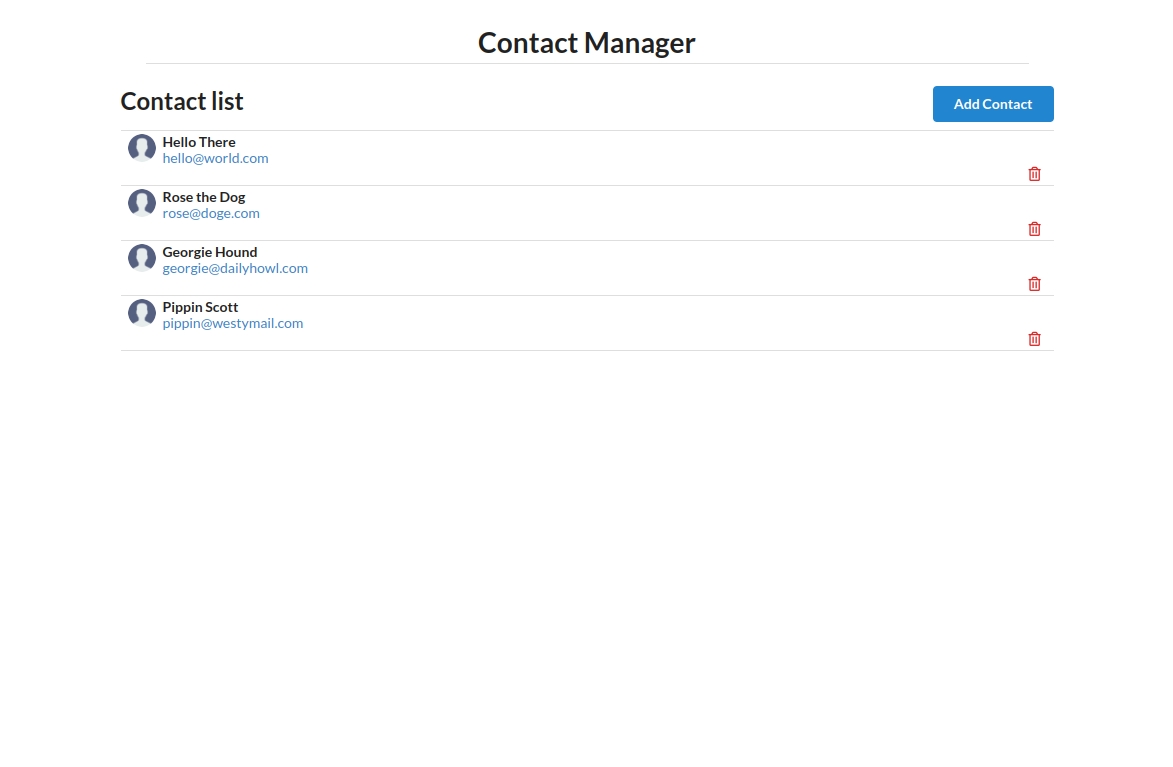 Contact Manager
Contact list
Add Contact
Hello There
hello@world.com
Rose the Dog
rose@doge.com
Georgie Hound
georgie@dailyhowl.com
Pippin Scott
pippin@westymail.com